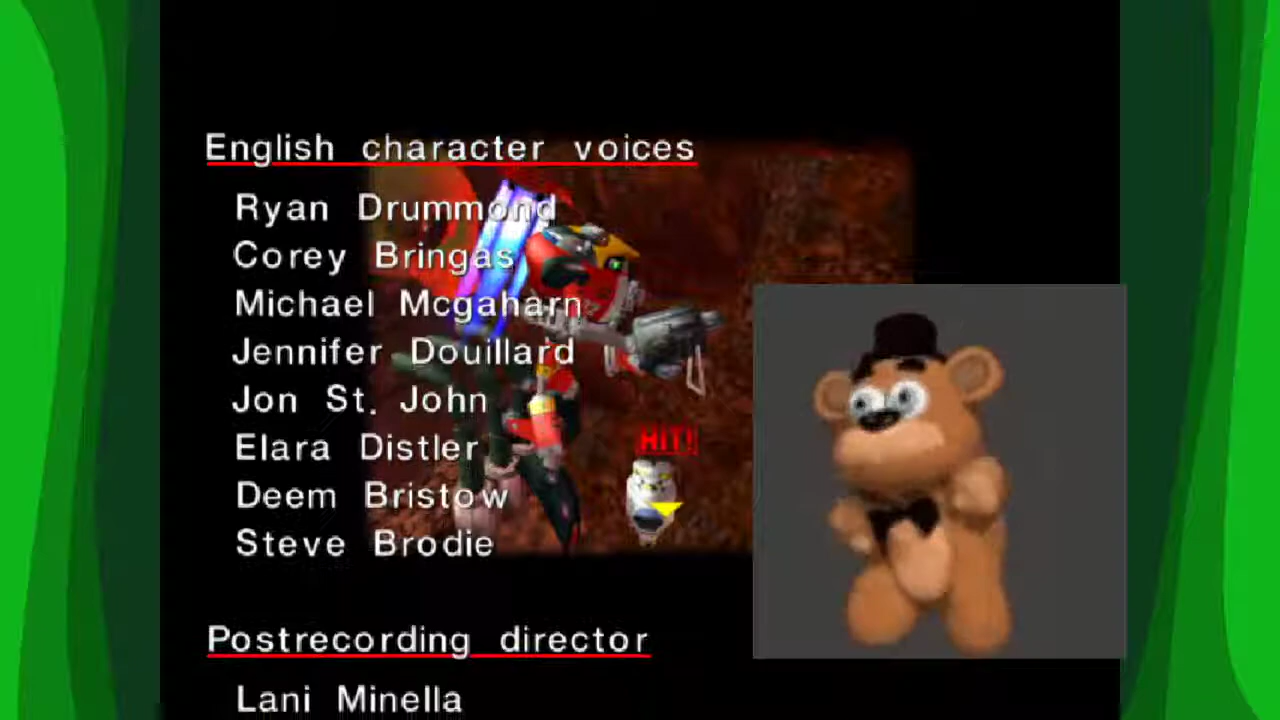 English character voices
Ryan Drummond
Corey Bringas
Michael Mcgaharn
Jennifer Douillard
Jon St. John
Elara Distler
Deem Bristow
Steve Brodie
HIT!
Postrecording director
Lani Minella